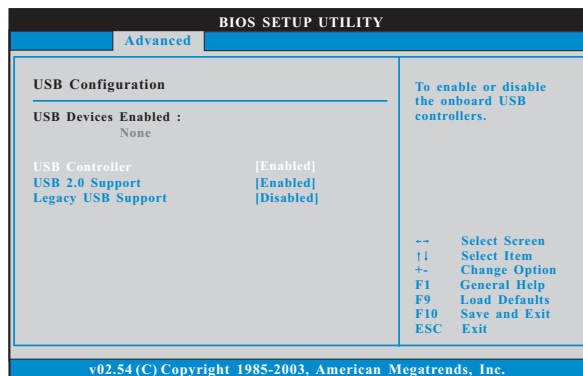 BIOS SETUP UTILITY
Advanced
USB Configuration
USB Devices Enabled :
None
USB Controller [Enabled]
USB 2.0 Support [Enabled]
Legacy USB Support [Disabled]
To enable or disable
the onboard USB
controllers.
←→ Select Screen
↑↓ Select Item
+- Change Option
F1 General Help
F9 Load Defaults
F10 Save and Exit
ESC Exit
v02.54 (C) Copyright 1985-2003, American Megatrends, Inc.